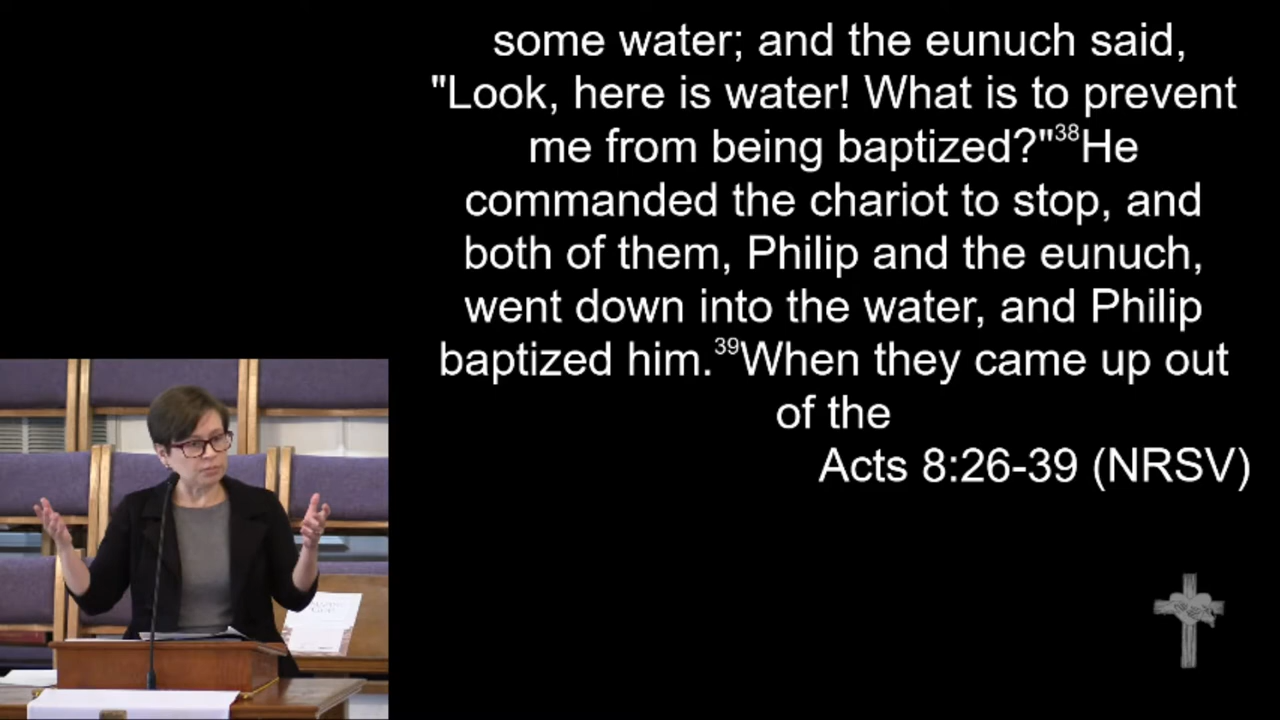 some water; and the eunuch said,
"Look, here is water! What is to prevent
me from being baptized?"38He
commanded the chariot to stop, and
both of them, Philip and the eunuch,
went down into the water, and Philip
baptized him.39When they came up out
of the
Acts 8:26-39 (NRSV)